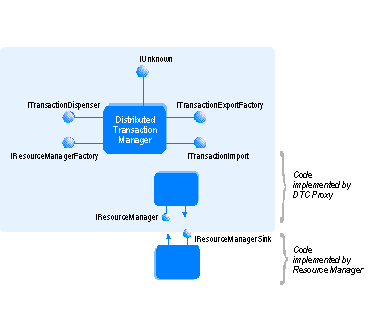 IUnknown
ITransactionDispenser
ITransactionExportFactory
Distributed
Transaction
Manager
IResourceManagerFactory
ITransactionImport
Code
implemented by
DTC Proxy
IResourceManager
IResourceManagerSink
Code
implemented by
Resource Manager